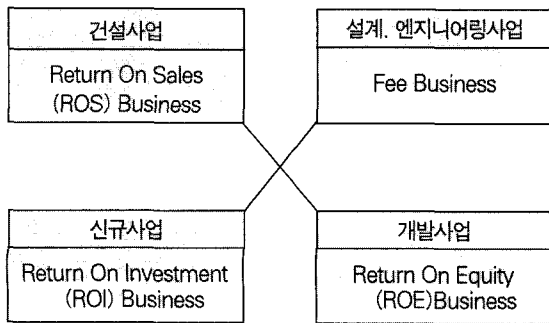 건설사업
Return On Sales
(ROS) Business
설계. 엔지니어링사업
Fee Business
신규사업
Return On Investment
(ROI) Business
개발사업
Return On Equity
(ROE)Business